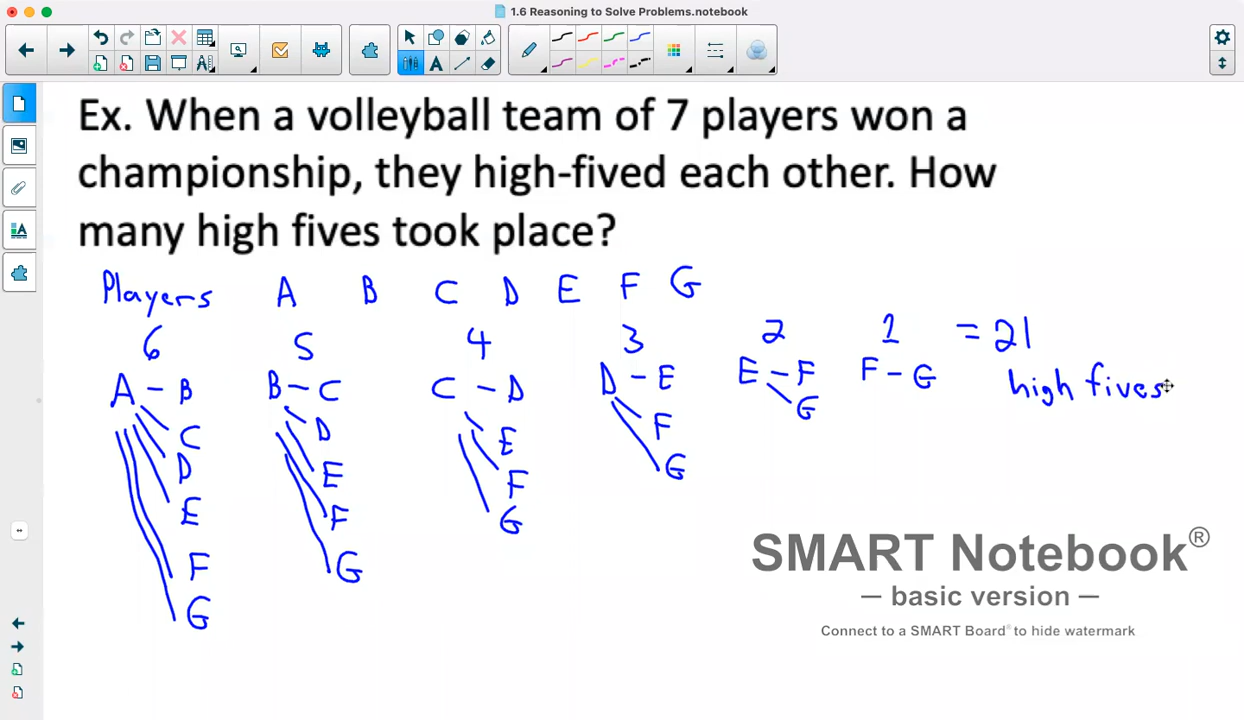 1.6 Reasoning to Solve Problems.notebook
Ex. When a volleyball team of 7 players won a
championship, they high-fived each other. How
many high fives took place?
Players A B C D E F G
6 5 4 3 2 1 = 21
A - B B - C C - D D - E E - F F - G high fives
C D E F G
D E F G
E F G
F G
G
SMART Notebook®
— basic version —
Connect to a SMART Board® to hide watermark